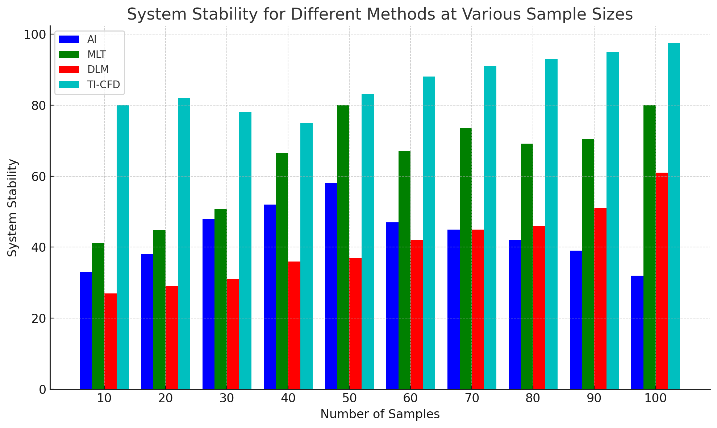 System Stability for Different Methods at Various Sample Sizes
AI
MLT
DLM
TI-CFD
System Stability
100
80
60
40
20
0
10 20 30 40 50 60 70 80 90 100
Number of Samples